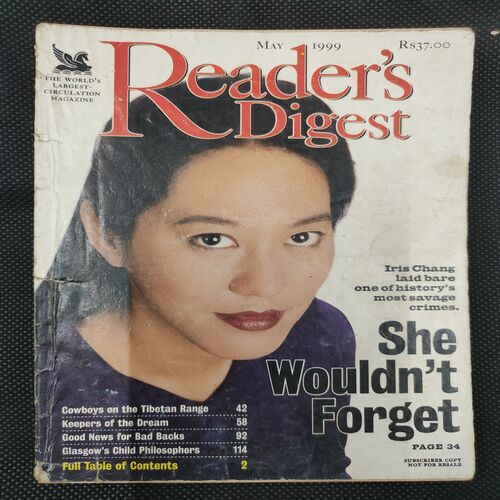 May 1999 Rs37.00
THE WORLD'S
LARGEST-
CIRCULATION
MAGAZINE
Reader's
Digest
Iris Chang
laid bare
one of history's
most savage
crimes.
She
Wouldn't
Forget
PAGE 34
SUBSCRIBER COPY
NOT FOR RESALE
Cowboys on the Tibetan Range 42
Keepers of the Dream 58
Good News for Bad Backs 92
Glasgow's Child Philosophers 114
Full Table of Contents 2